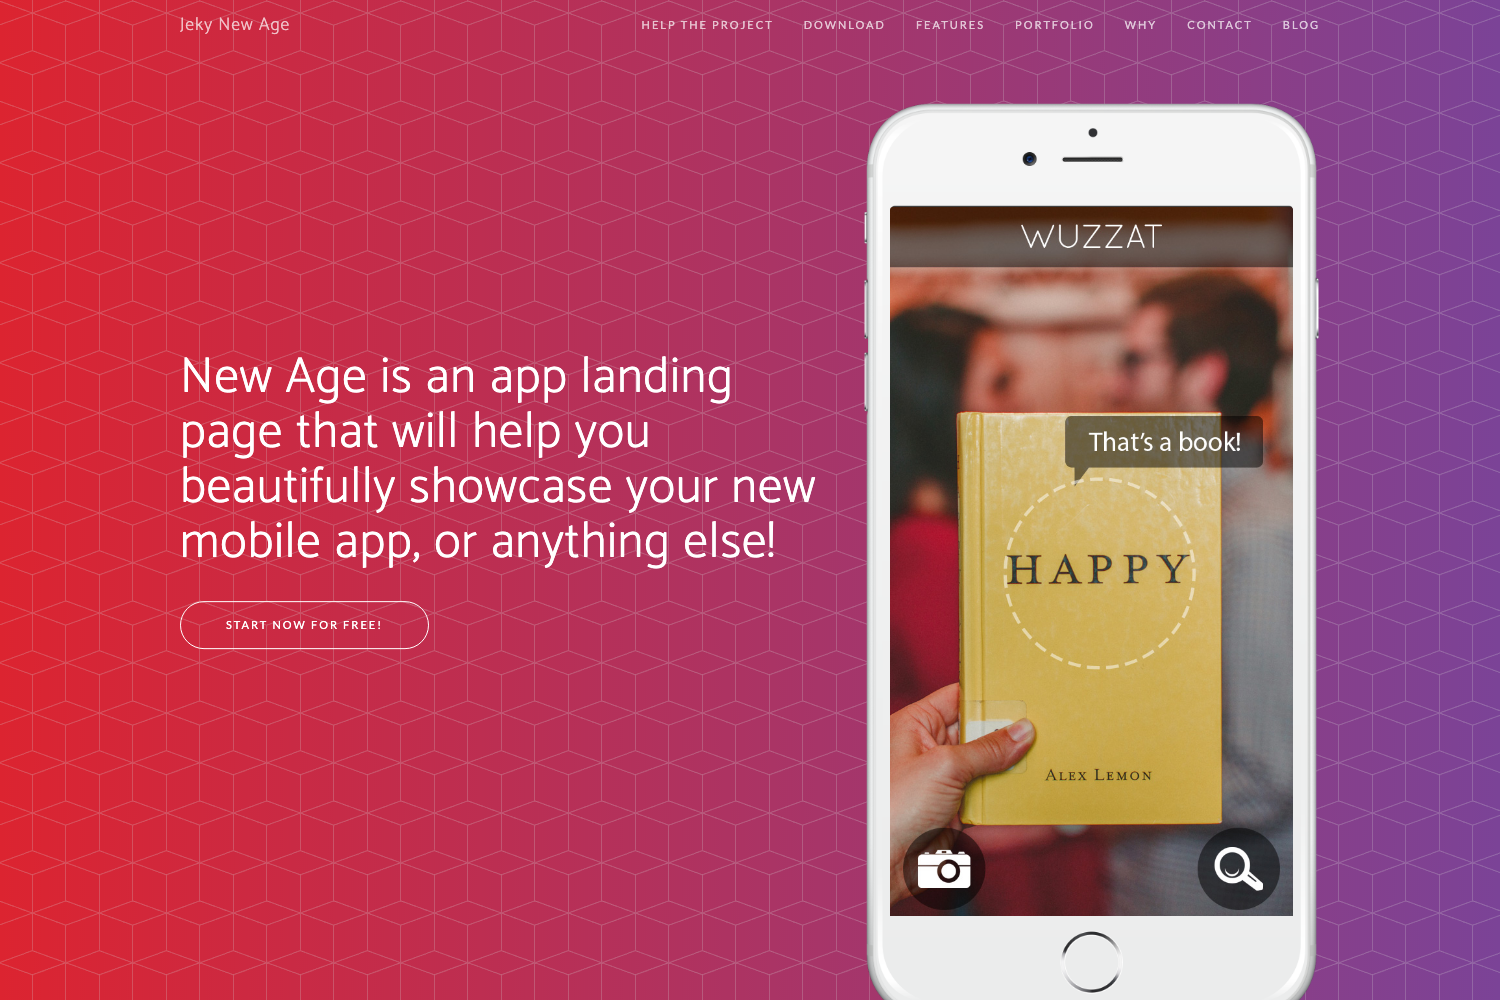 Jeky New Age
HELP THE PROJECT
DOWNLOAD
FEATURES
PORTFOLIO
WHY
CONTACT
BLOG
New Age is an app landing
page that will help you
beautifully showcase your new
mobile app, or anything else!
START NOW FOR FREE!
WUZZAT
That's a book!
HAPPY
ALEX LEMON